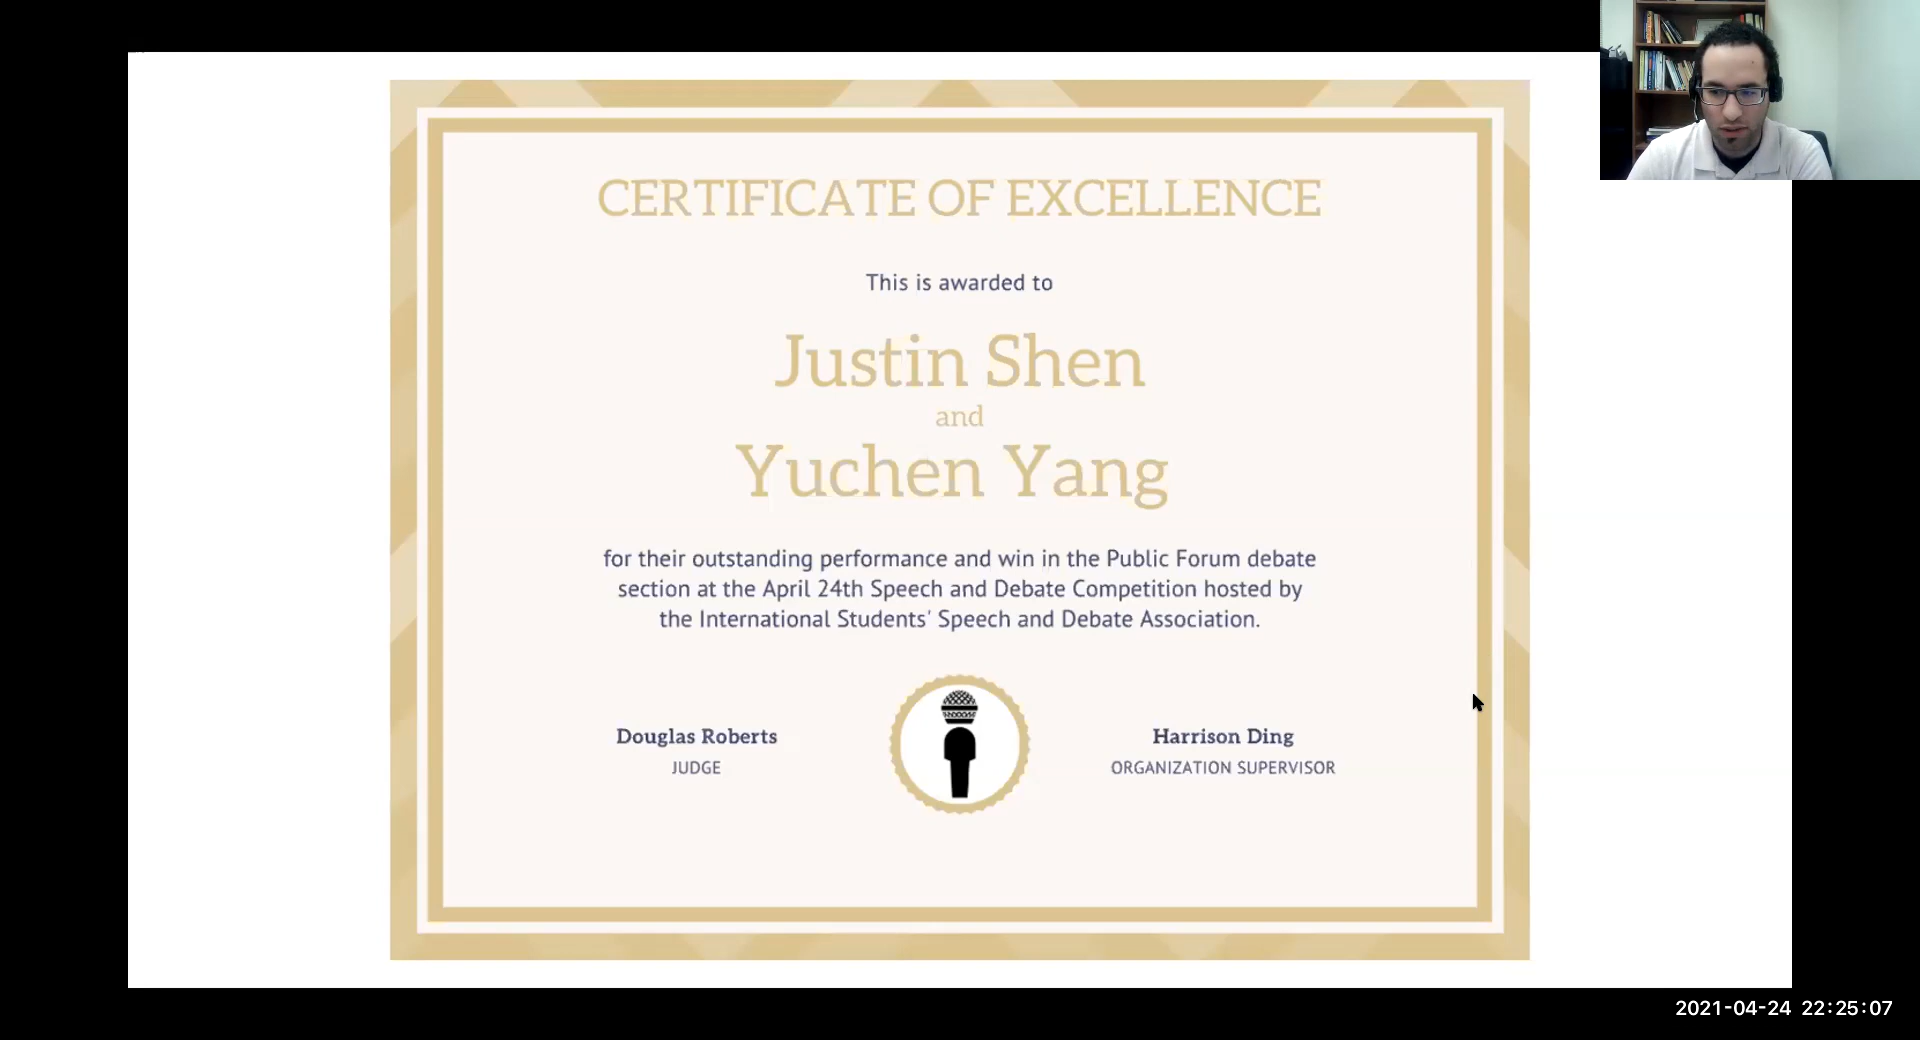 CERTIFICATE OF EXCELLENCE
This is awarded to
Justin Shen
and
Yuchen Yang
for their outstanding performance and win in the Public Forum debate
section at the April 24th Speech and Debate Competition hosted by
the International Students' Speech and Debate Association.
Douglas Roberts
JUDGE
Harrison Ding
ORGANIZATION SUPERVISOR
2021-04-24 22:25:07